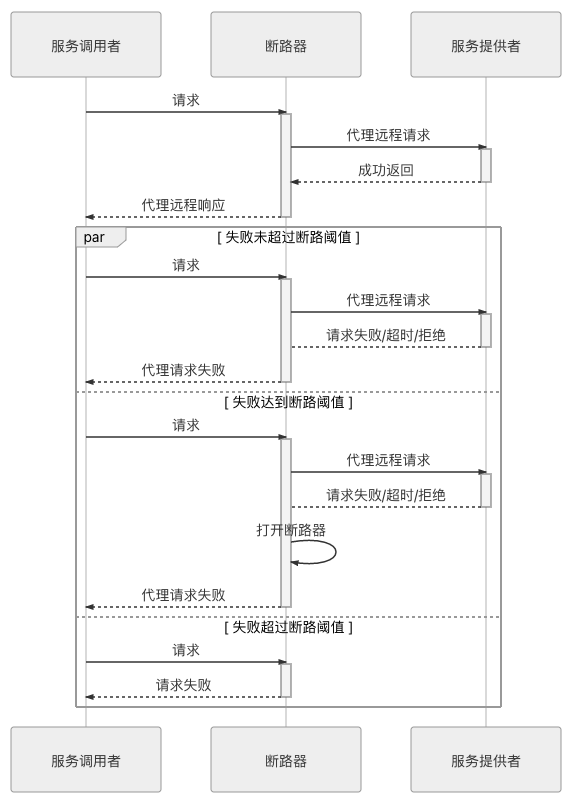 服务调用者
断路器
服务提供者
请求
代理远程请求
成功返回
代理远程响应
par
[ 失败未超过断路阈值 ]
请求
代理远程请求
请求失败/超时/拒绝
代理请求失败
[ 失败达到断路阈值 ]
请求
代理远程请求
请求失败/超时/拒绝
打开断路器
代理请求失败
[ 失败超过断路阈值 ]
请求
请求失败
服务调用者
断路器
服务提供者